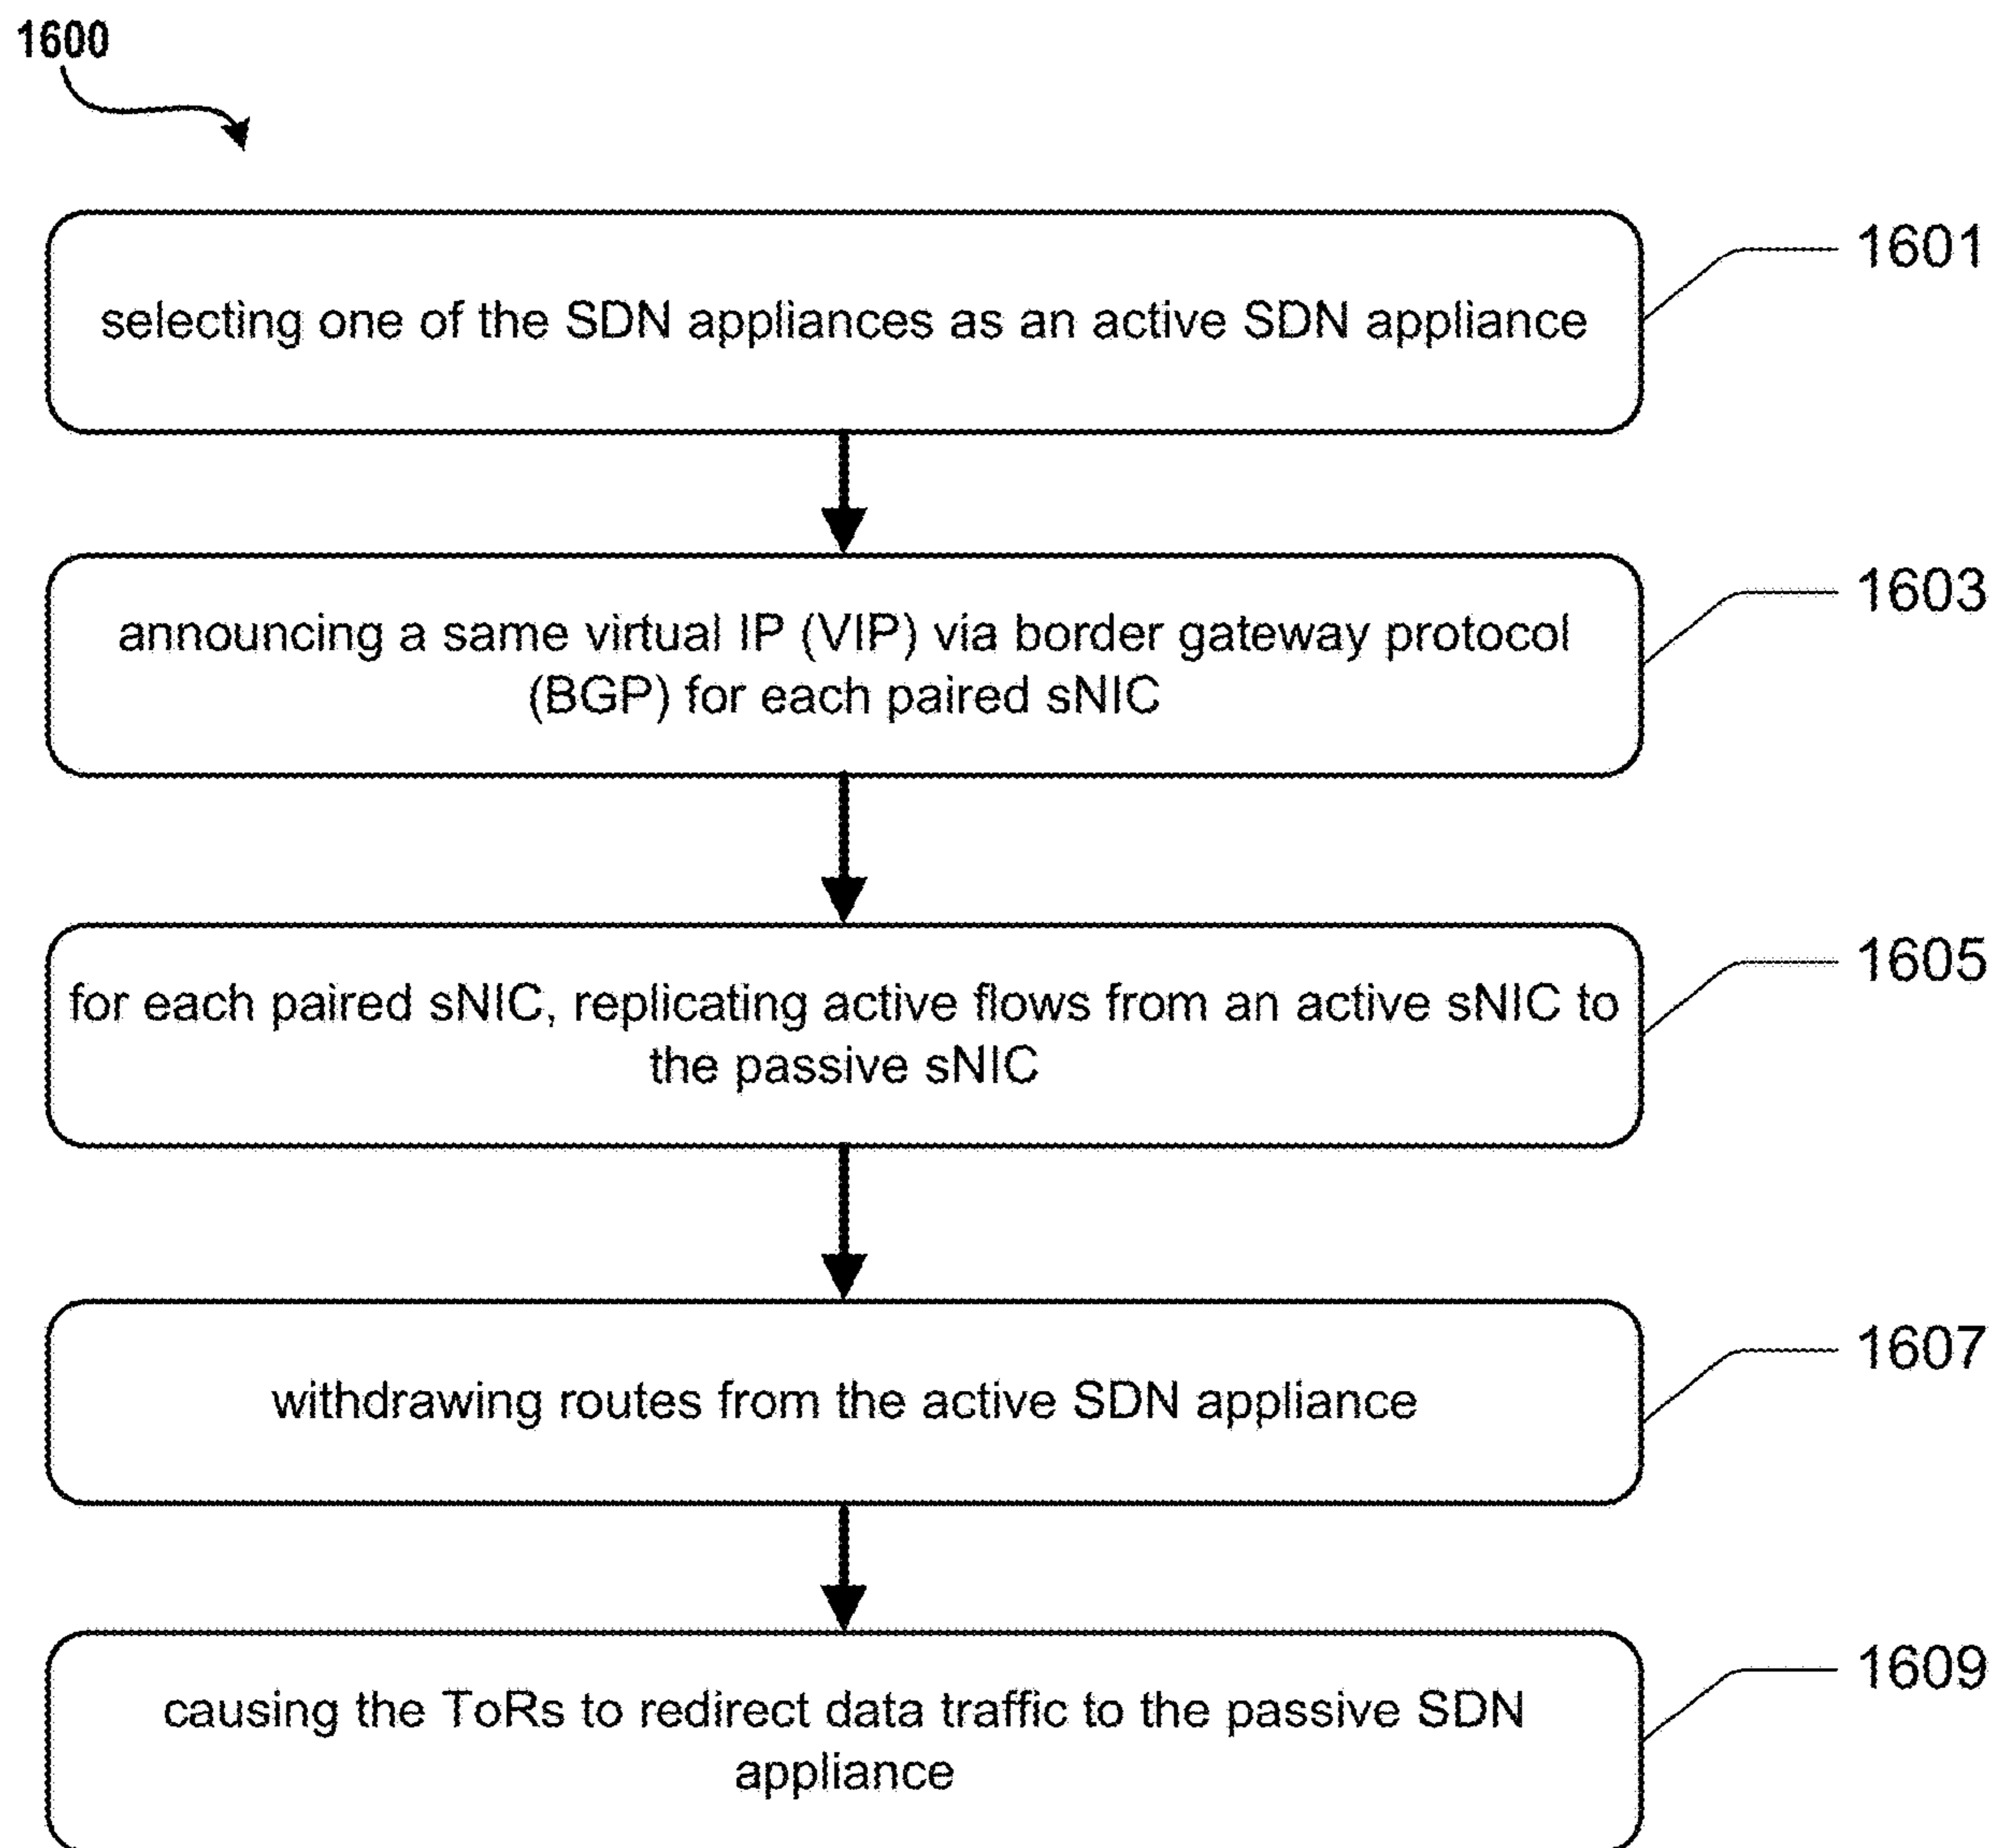 1600
selecting one of the SDN appliances as an active SDN appliance
1601
announcing a same virtual IP (VIP) via border gateway protocol
(BGP) for each paired sNIC
1603
for each paired sNIC, replicating active flows from an active sNIC to
the passive sNIC
1605
withdrawing routes from the active SDN appliance
1607
causing the ToRs to redirect data traffic to the passive SDN
appliance
1609